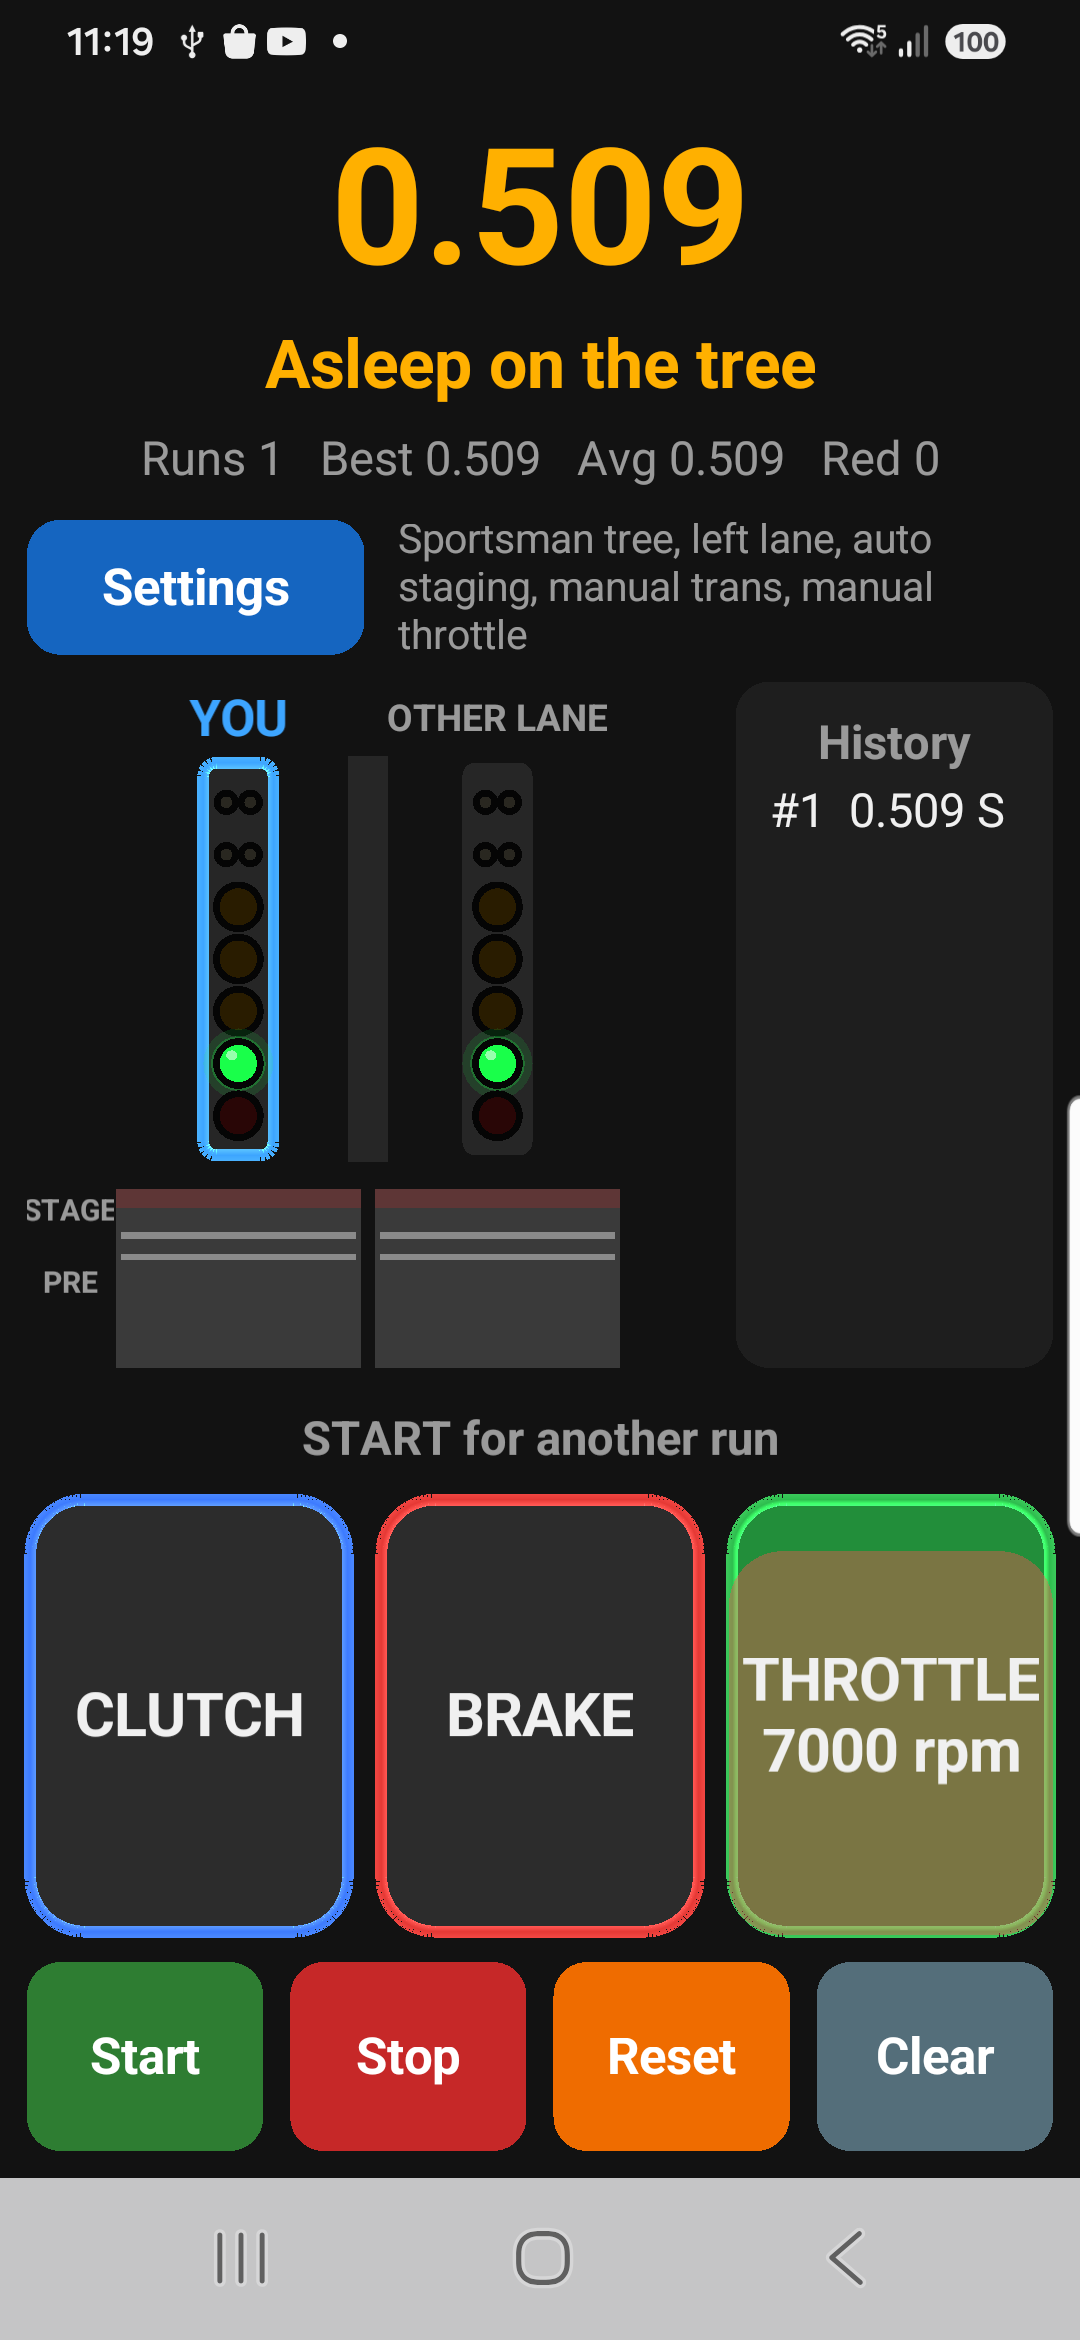 11:19
5
100
0.509
Asleep on the tree
Runs 1 Best 0.509 Avg 0.509 Red 0
Settings
Sportsman tree, left lane, auto
staging, manual trans, manual
throttle
YOU
OTHER LANE
History
#1 0.509 S
STAGE
PRE
START for another run
CLUTCH
BRAKE
THROTTLE
7000 rpm
Start
Stop
Reset
Clear